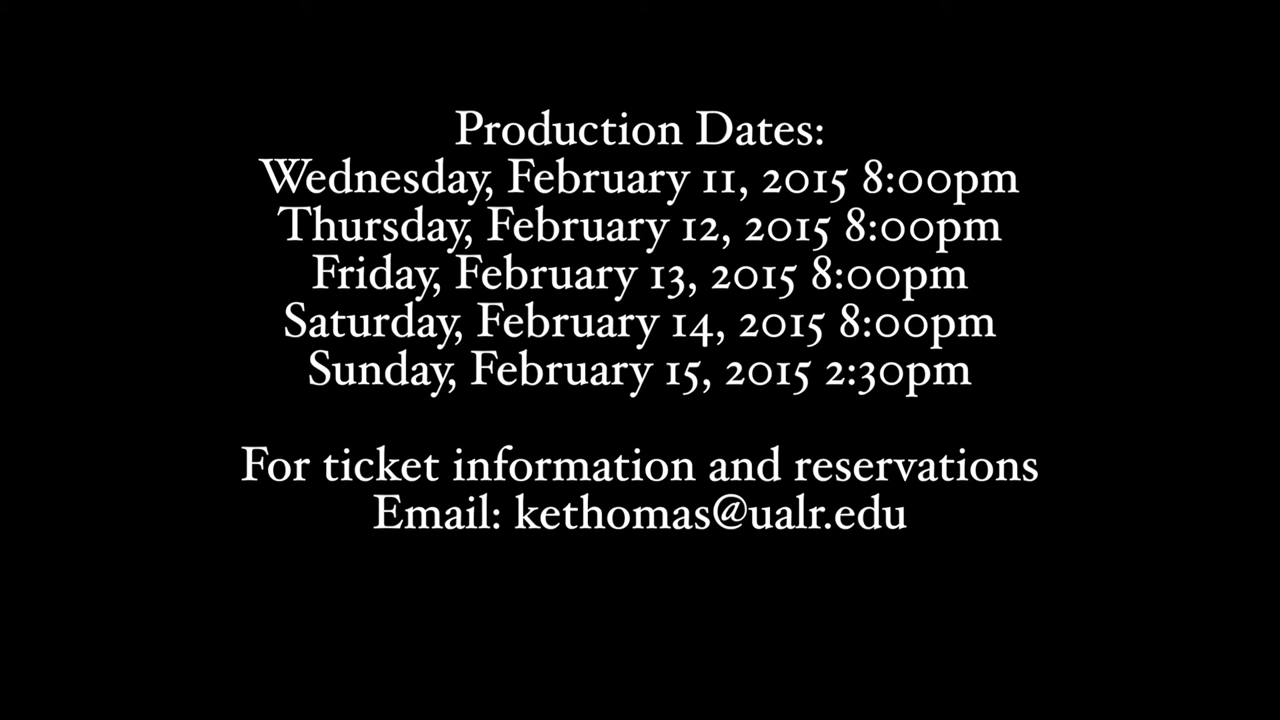 Production Dates:
Wednesday, February 11, 2015 8:00pm
Thursday, February 12, 2015 8:00pm
Friday, February 13, 2015 8:00pm
Saturday, February 14, 2015 8:00pm
Sunday, February 15, 2015 2:30pm
For ticket information and reservations
Email: kethomas@ualr.edu